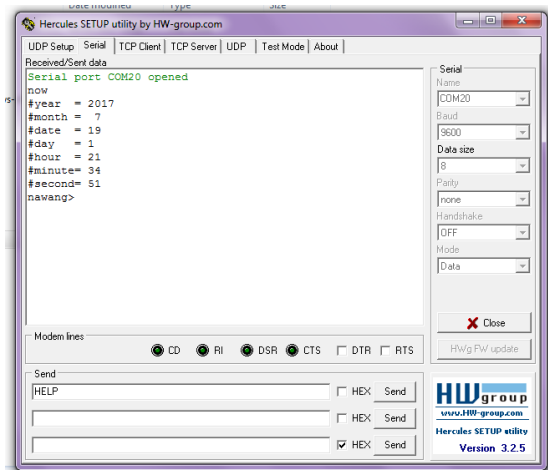 Date modified Type Size
Hercules SETUP utility by HW-group.com
UDP Setup Serial TCP Client TCP Server UDP Test Mode About
Received/Sent data
Serial port COM20 opened
now
#year = 2017
#month = 7
#date = 19
#day = 1
#hour = 21
#minute= 34
#second= 51
nawang>
Serial
Name
COM20
Baud
9600
Data size
8
Parity
none
Handshake
OFF
Mode
Data
Close
HWg FW update
Modem lines
CD RI DSR CTS DTR RTS
Send
HELP HEX Send
HEX Send
HEX Send
HW group
www.HW-group.com
Hercules SETUP utility
Version 3.2.5